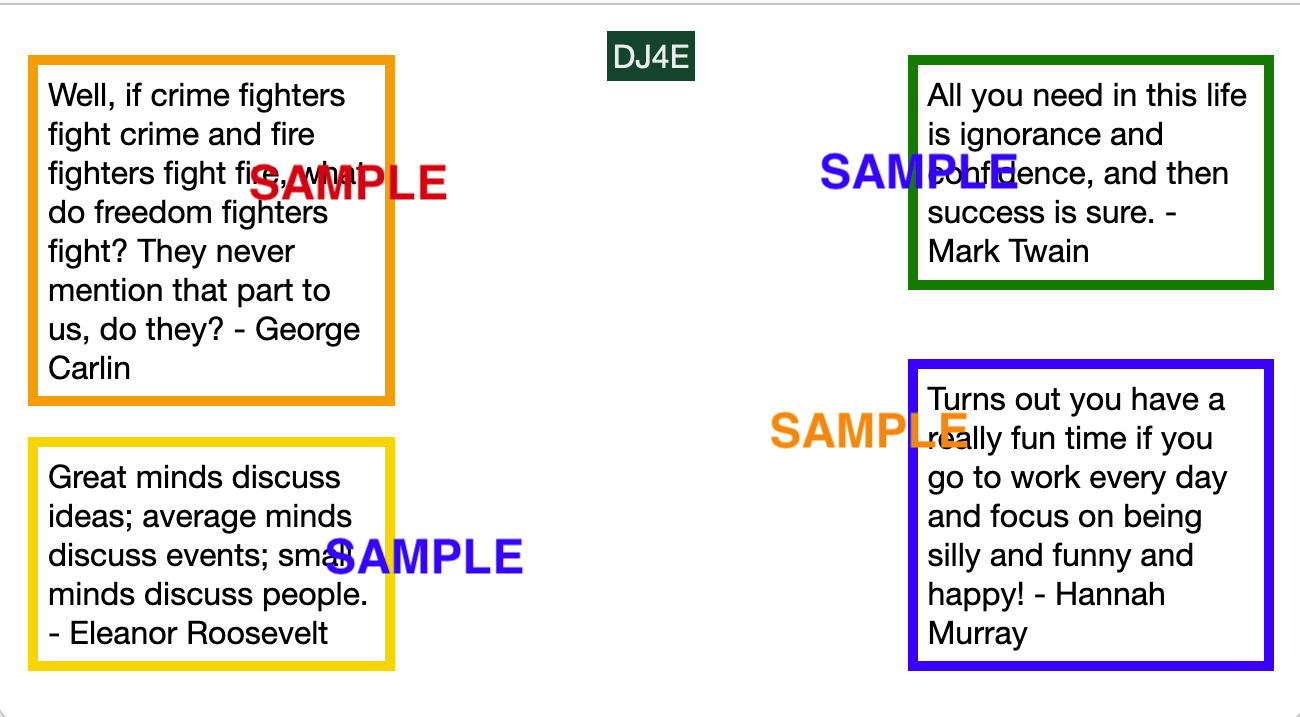 DJ4E
Well, if crime fighters
fight crime and fire
fighters fight fire, what
do freedom fighters
fight? They never
mention that part to
us, do they? - George
Carlin
SAMPLE
All you need in this life
is ignorance and
confidence, and then
success is sure. -
Mark Twain
SAMPLE
Great minds discuss
ideas; average minds
discuss events; small
minds discuss people.
- Eleanor Roosevelt
SAMPLE
Turns out you have a
really fun time if you
go to work every day
and focus on being
silly and funny and
happy! - Hannah
Murray
SAMPLE